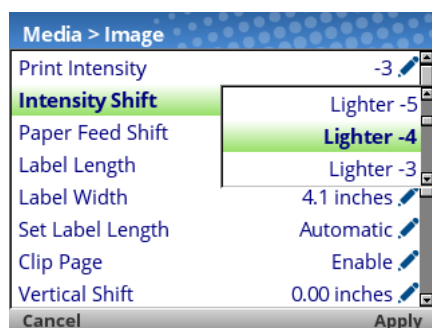 Media > Image
Print Intensity -3
Intensity Shift Lighter -5
Lighter -4
Paper Feed Shift
Label Length Lighter -3
Label Width 4.1 inches
Set Label Length Automatic
Clip Page Enable
Vertical Shift 0.00 inches
Cancel Apply